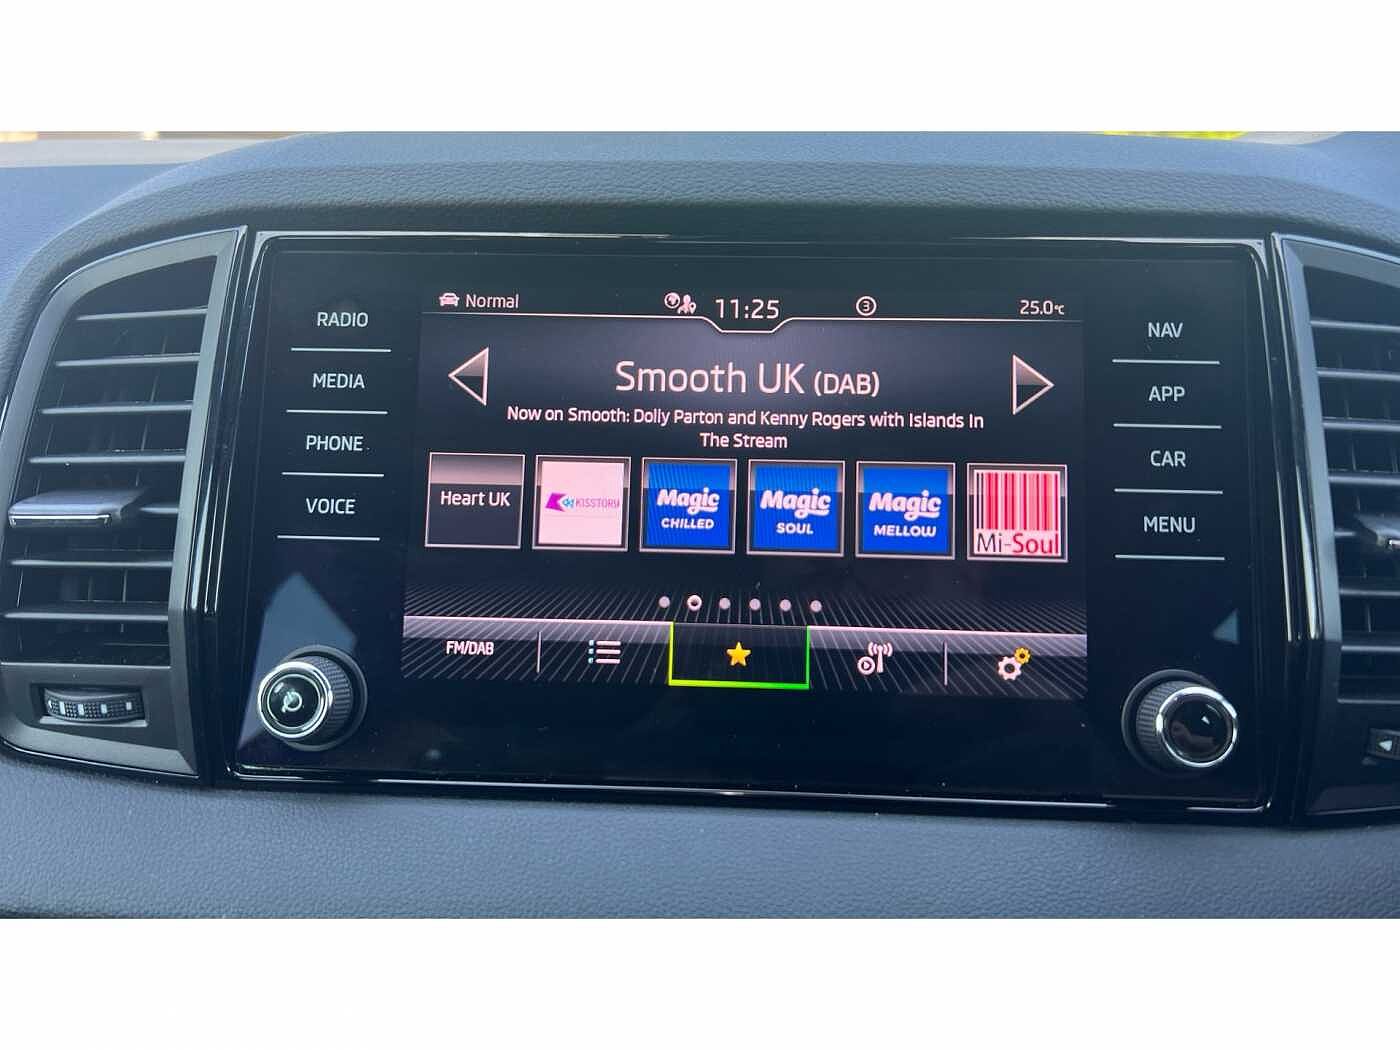 Normal
11:25
3
25.0°C
RADIO
MEDIA
PHONE
VOICE
Smooth UK (DAB)
Now on Smooth: Dolly Parton and Kenny Rogers with Islands In
The Stream
Heart UK
KISSTORY
Magic
CHILLED
Magic
SOUL
Magic
MELLOW
Mi-Soul
FM/DAB
NAV
APP
CAR
MENU